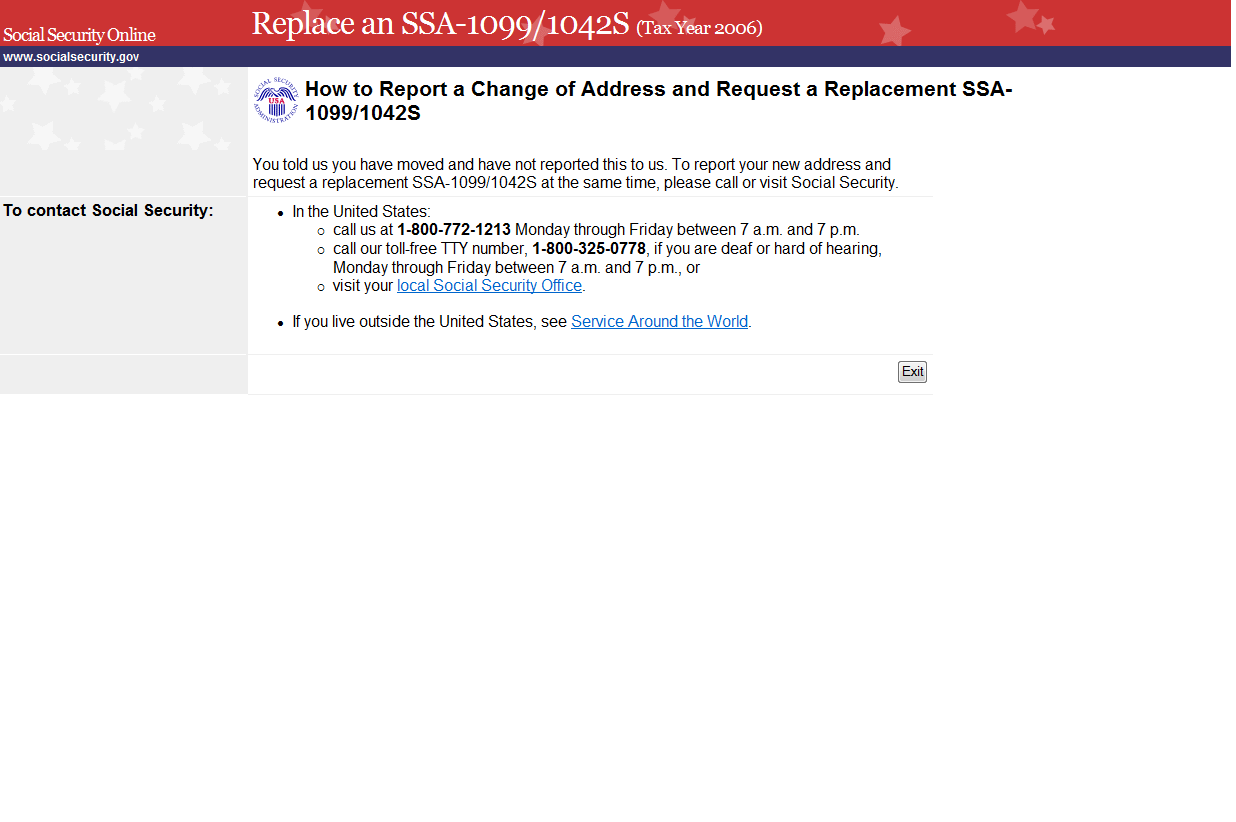 Social Security Online
Replace an SSA-1099/1042S (Tax Year 2006)
www.socialsecurity.gov
SOCIAL SECURITY ADMINISTRATION
USA
How to Report a Change of Address and Request a Replacement SSA-
1099/1042S
You told us you have moved and have not reported this to us. To report your new address and
request a replacement SSA-1099/1042S at the same time, please call or visit Social Security.
To contact Social Security:
• In the United States:
o call us at 1-800-772-1213 Monday through Friday between 7 a.m. and 7 p.m.
o call our toll-free TTY number, 1-800-325-0778, if you are deaf or hard of hearing,
Monday through Friday between 7 a.m. and 7 p.m., or
o visit your local Social Security Office.
• If you live outside the United States, see Service Around the World.
Exit